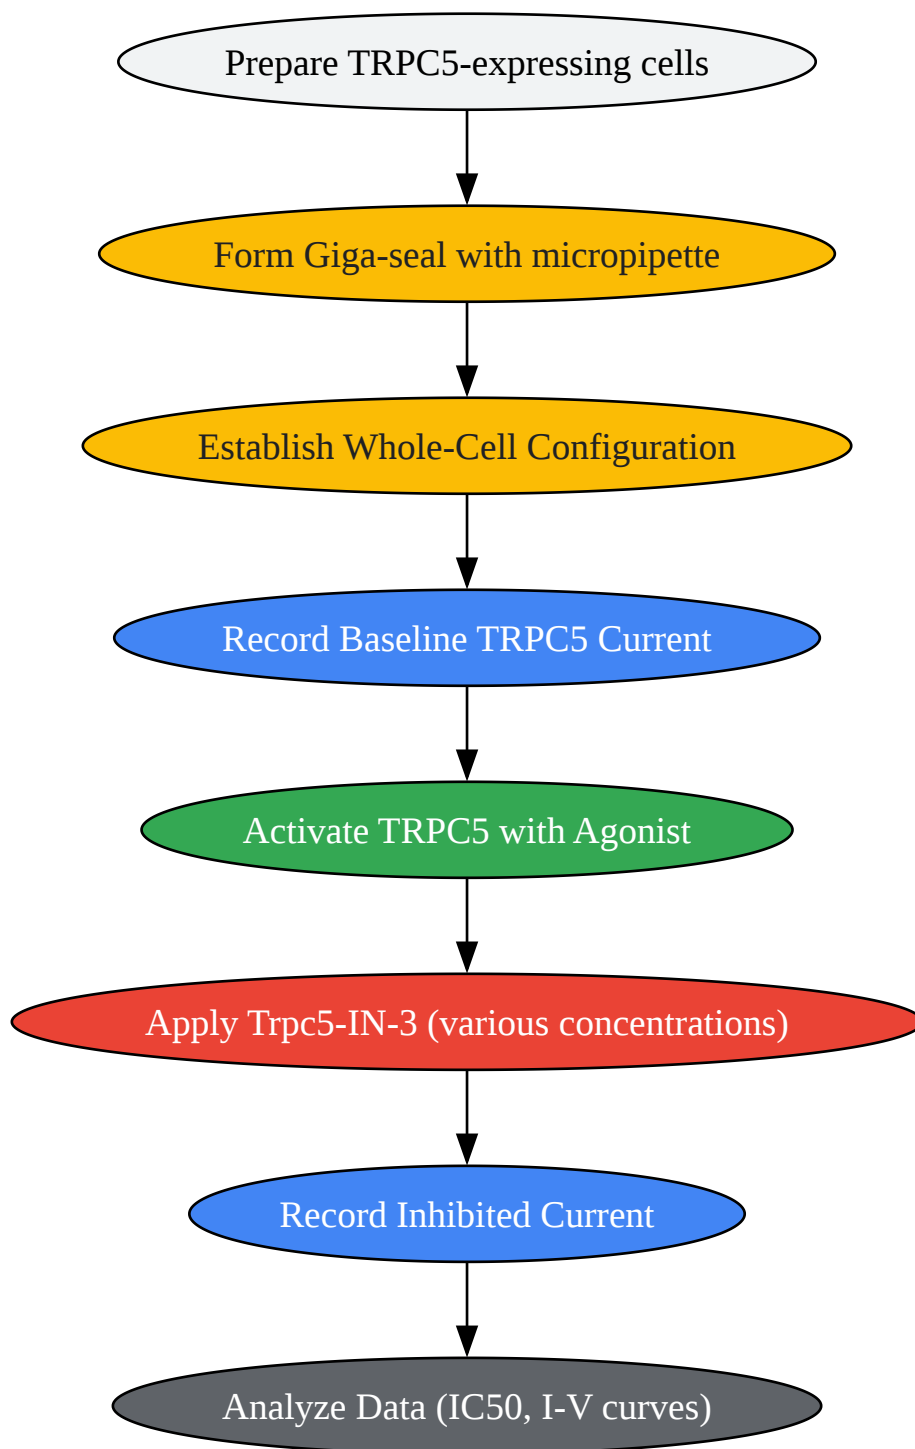 Prepare TRPC5-expressing cells
Form Giga-seal with micropipette
Establish Whole-Cell Configuration
Record Baseline TRPC5 Current
Activate TRPC5 with Agonist
Apply Trpc5-IN-3 (various concentrations)
Record Inhibited Current
Analyze Data (IC50, I-V curves)